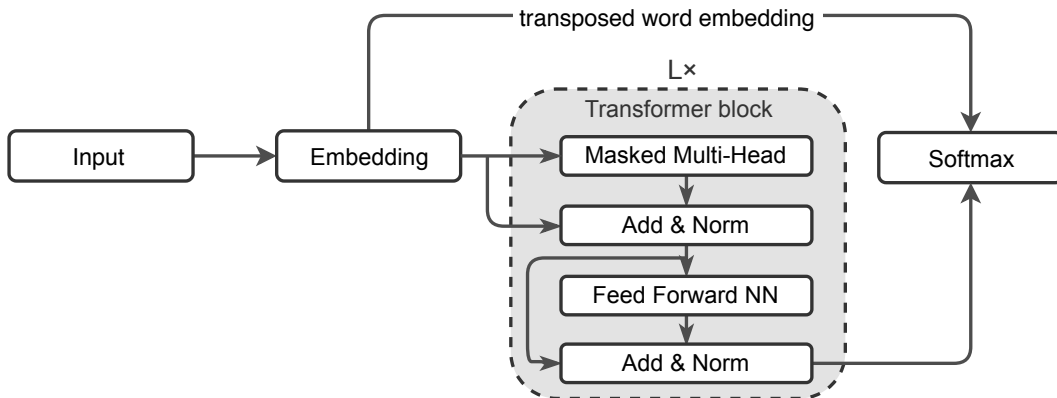 transposed word embedding
L×
Transformer block
Input
Embedding
Masked Multi-Head
Softmax
Add & Norm
Feed Forward NN
Add & Norm